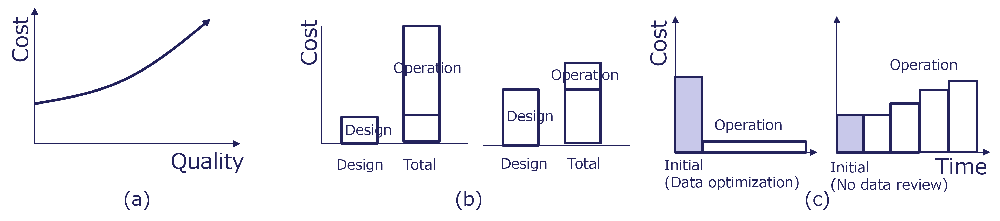 Cost
Quality
(a)
Cost
Design
Operation
Design
Total
Design
Operation
Design
Total
(b)
Cost
Operation
Initial
(Data optimization)
Operation
Initial
(No data review)
Time
(c)